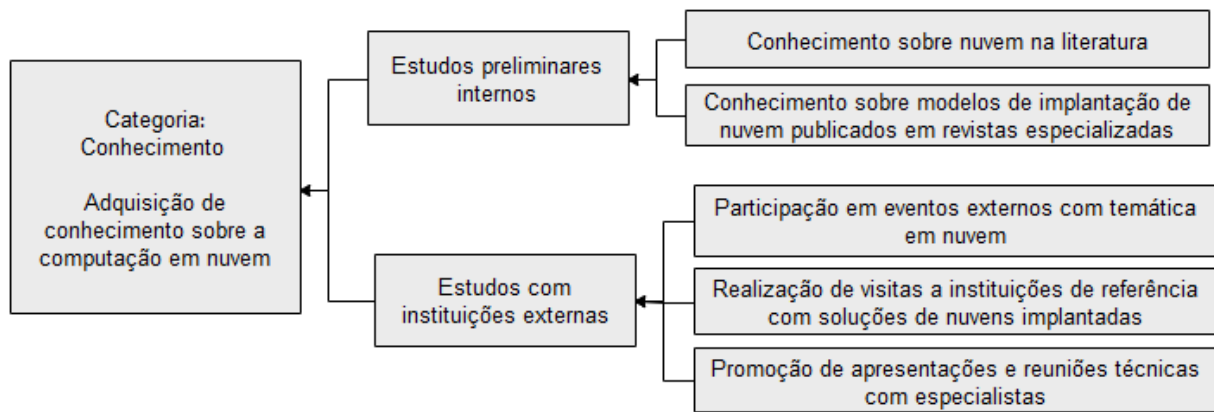 Categoria:
Conhecimento
Adquisição de
conhecimento sobre a
computação em nuvem
Estudos preliminares
internos
Conhecimento sobre nuvem na literatura
Conhecimento sobre modelos de implantação de
nuvem publicados em revistas especializadas
Estudos com
instituições externas
Participação em eventos externos com temática
em nuvem
Realização de visitas a instituições de referência
com soluções de nuvens implantadas
Promoção de apresentações e reuniões técnicas
com especialistas